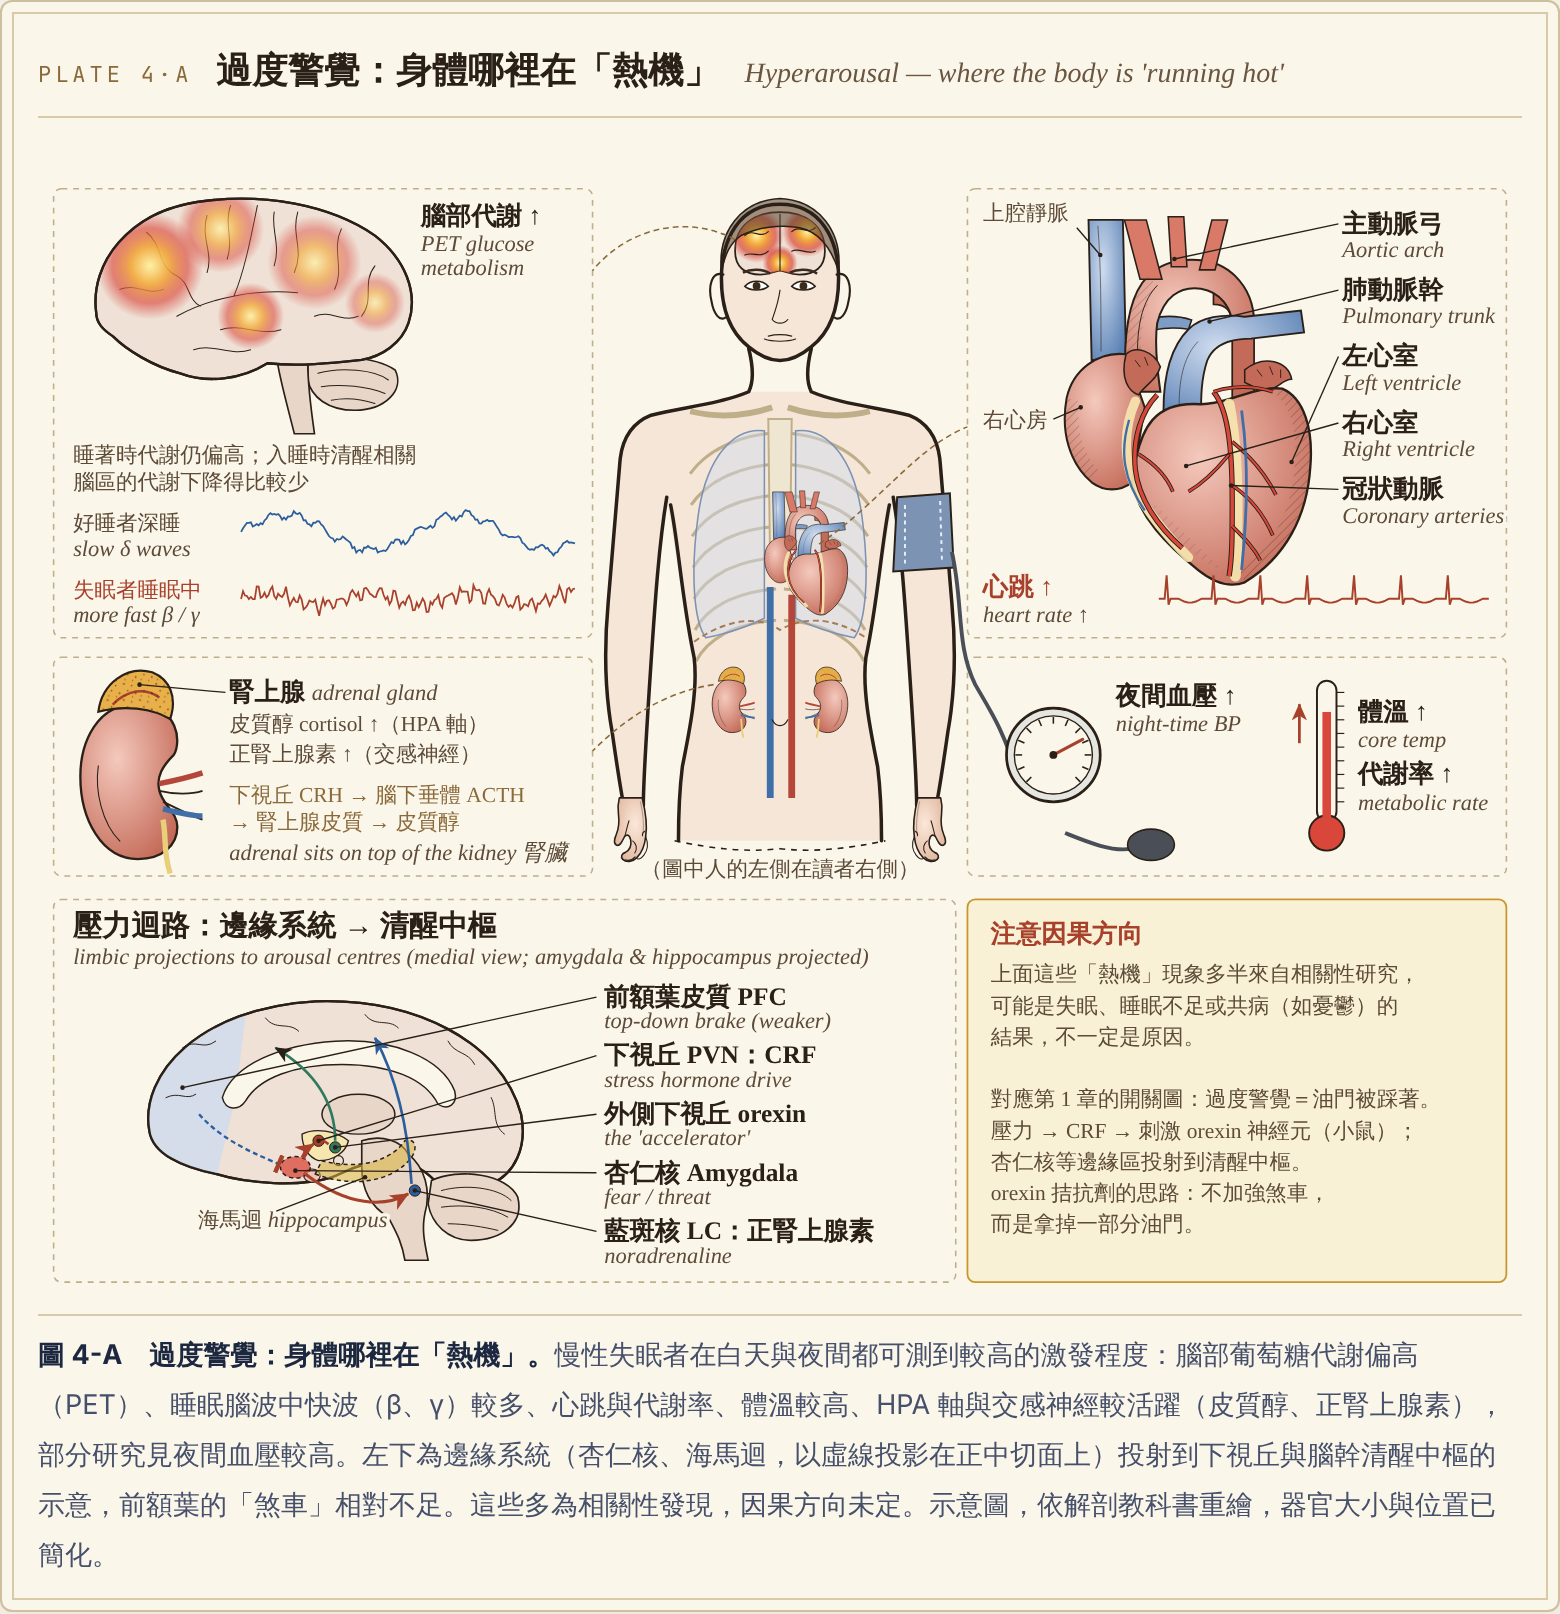 PLATE 4·A 過度警覺：身體哪裡在「熱機」 Hyperarousal — where the body is 'running hot'
腦部代謝 ↑
PET glucose
metabolism
睡著時代謝仍偏高；入睡時清醒相關
腦區的代謝下降得比較少
好睡者深睡
slow δ waves
失眠者睡眠中
more fast β / γ
上腔靜脈
右心房
主動脈弓
Aortic arch
肺動脈幹
Pulmonary trunk
左心室
Left ventricle
右心室
Right ventricle
冠狀動脈
Coronary arteries
心跳 ↑
heart rate ↑
腎上腺 adrenal gland
皮質醇 cortisol ↑（HPA 軸）
正腎上腺素 ↑（交感神經）
下視丘 CRH → 腦下垂體 ACTH
→ 腎上腺皮質 → 皮質醇
adrenal sits on top of the kidney 腎臟
（圖中人的左側在讀者右側）
夜間血壓 ↑
night-time BP
體溫 ↑
core temp
代謝率 ↑
metabolic rate
壓力迴路：邊緣系統 → 清醒中樞
limbic projections to arousal centres (medial view; amygdala & hippocampus projected)
前額葉皮質 PFC
top-down brake (weaker)
下視丘 PVN：CRF
stress hormone drive
外側下視丘 orexin
the 'accelerator'
杏仁核 Amygdala
fear / threat
藍斑核 LC：正腎上腺素
noradrenaline
海馬迴 hippocampus
注意因果方向
上面這些「熱機」現象多半來自相關性研究，
可能是失眠、睡眠不足或共病（如憂鬱）的
結果，不一定是原因。
對應第 1 章的開關圖：過度警覺＝油門被踩著。
壓力 → CRF → 刺激 orexin 神經元（小鼠）；
杏仁核等邊緣區投射到清醒中樞。
orexin 拮抗劑的思路：不加強煞車，
而是拿掉一部分油門。
圖 4-A　過度警覺：身體哪裡在「熱機」。慢性失眠者在白天與夜間都可測到較高的激發程度：腦部葡萄糖代謝偏高
（PET）、睡眠腦波中快波（β、γ）較多、心跳與代謝率、體溫較高、HPA 軸與交感神經較活躍（皮質醇、正腎上腺素），
部分研究見夜間血壓較高。左下為邊緣系統（杏仁核、海馬迴，以虛線投影在正中切面上）投射到下視丘與腦幹清醒中樞的
示意，前額葉的「煞車」相對不足。這些多為相關性發現，因果方向未定。示意圖，依解剖教科書重繪，器官大小與位置已
簡化。